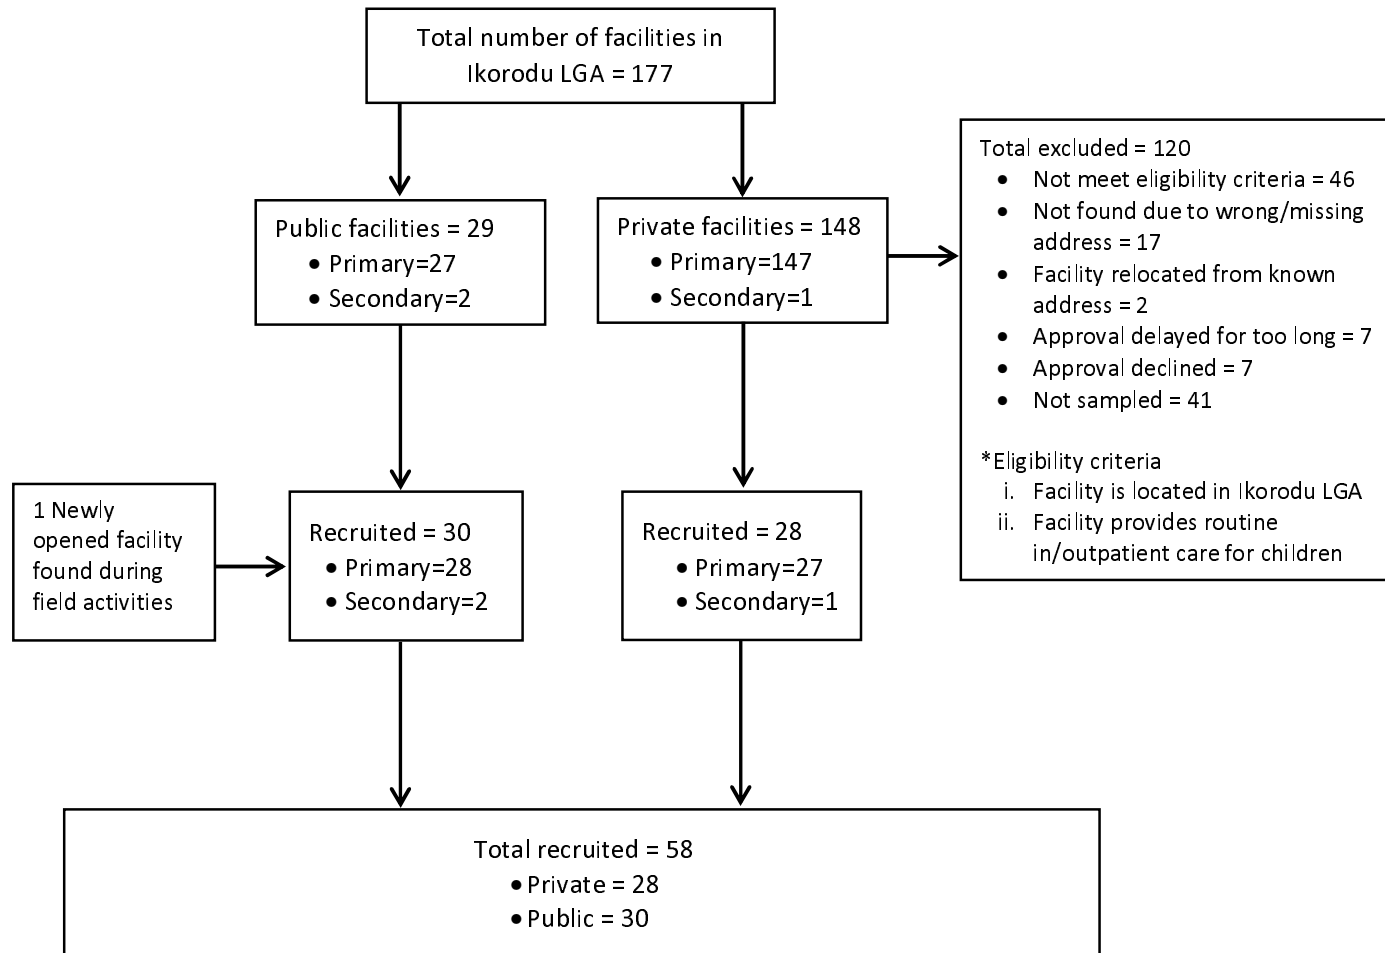 Total number of facilities in
Ikorodu LGA = 177
Public facilities = 29
• Primary=27
• Secondary=2
Private facilities = 148
• Primary=147
• Secondary=1
Total excluded = 120
• Not meet eligibility criteria = 46
• Not found due to wrong/missing
address = 17
• Facility relocated from known
address = 2
• Approval delayed for too long = 7
• Approval declined = 7
• Not sampled = 41
*Eligibility criteria
i. Facility is located in Ikorodu LGA
ii. Facility provides routine
in/outpatient care for children
1 Newly
opened facility
found during
field activities
Recruited = 30
• Primary=28
• Secondary=2
Recruited = 28
• Primary=27
• Secondary=1
Total recruited = 58
• Private = 28
• Public = 30